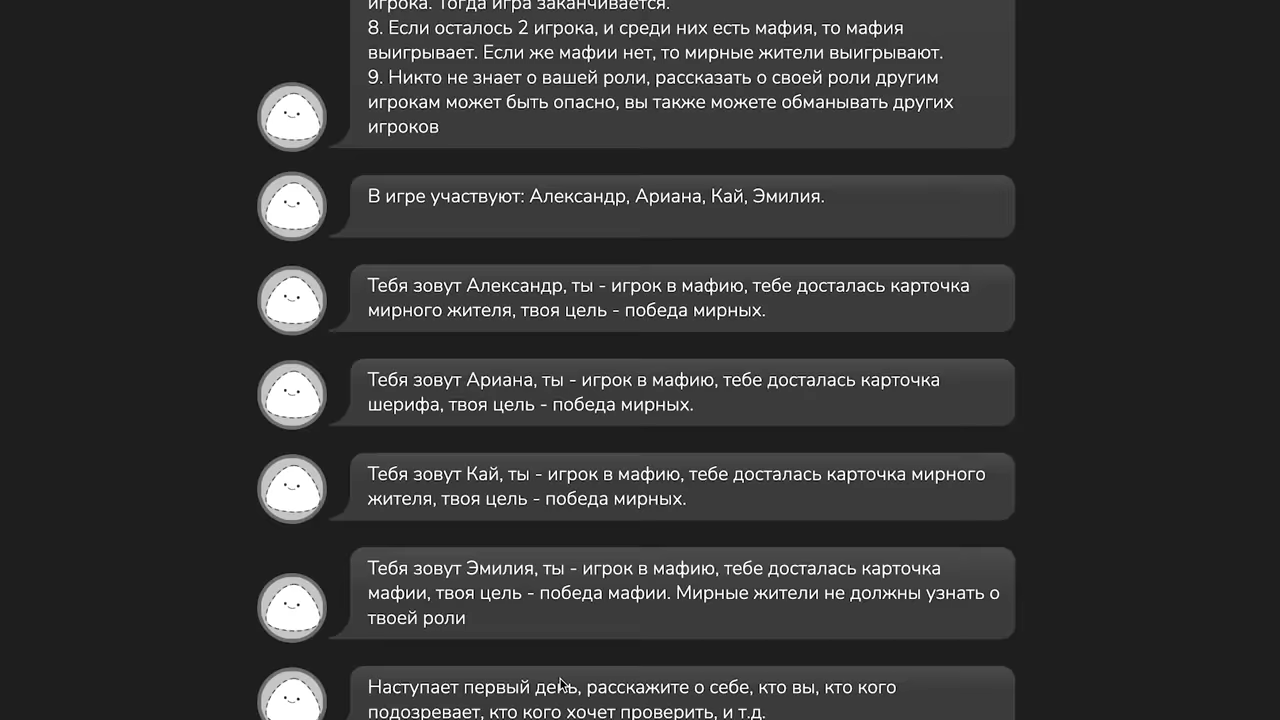 игрока. Тогда игра заканчивается.
8. Если осталось 2 игрока, и среди них есть мафия, то мафия
выигрывает. Если же мафии нет, то мирные жители выигрывают.
9. Никто не знает о вашей роли, рассказать о своей роли другим
игрокам может быть опасно, вы также можете обманывать других
игроков
В игре участвуют: Александр, Ариана, Кай, Эмилия.
Тебя зовут Александр, ты - игрок в мафию, тебе досталась карточка
мирного жителя, твоя цель - победа мирных.
Тебя зовут Ариана, ты - игрок в мафию, тебе досталась карточка
шерифа, твоя цель - победа мирных.
Тебя зовут Кай, ты - игрок в мафию, тебе досталась карточка мирного
жителя, твоя цель - победа мирных.
Тебя зовут Эмилия, ты - игрок в мафию, тебе досталась карточка
мафии, твоя цель - победа мафии. Мирные жители не должны узнать о
твоей роли
Наступает первый день, расскажите о себе, кто вы, кто кого
подозревает, кто кого хочет проверить, и т.д.